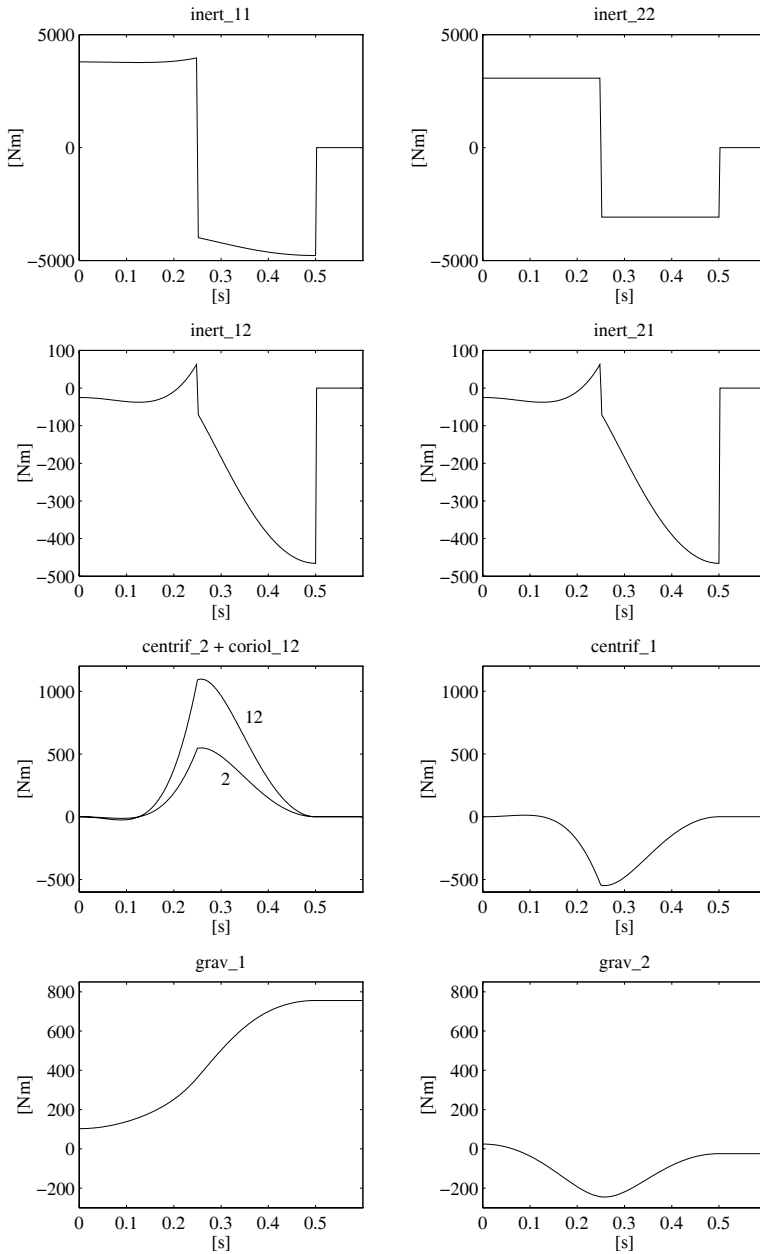 inert_11
5000
0
−5000
[Nm]
0 0.1 0.2 0.3 0.4 0.5
[s]
inert_22
5000
0
−5000
[Nm]
0 0.1 0.2 0.3 0.4 0.5
[s]
inert_12
100
0
−100
−200
−300
−400
−500
[Nm]
0 0.1 0.2 0.3 0.4 0.5
[s]
inert_21
100
0
−100
−200
−300
−400
−500
[Nm]
0 0.1 0.2 0.3 0.4 0.5
[s]
centrif_2 + coriol_12
1000
500
0
−500
[Nm]
12
2
0 0.1 0.2 0.3 0.4 0.5
[s]
centrif_1
1000
500
0
−500
[Nm]
0 0.1 0.2 0.3 0.4 0.5
[s]
grav_1
800
600
400
200
0
−200
[Nm]
0 0.1 0.2 0.3 0.4 0.5
[s]
grav_2
800
600
400
200
0
−200
[Nm]
0 0.1 0.2 0.3 0.4 0.5
[s]